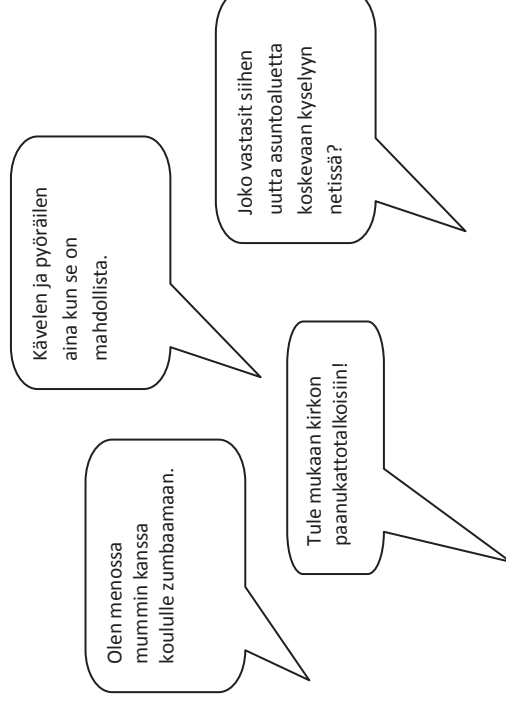 Olen menossa
mummin kanssa
koululle zumbaamaan.
Kävelen ja pyöräilen
aina kun se on
mahdollista.
Tule mukaan kirkon
paanukattotalkoisiin!
Joko vastasit siihen
uutta asuntoaluetta
koskevaan kyselyyn
netissä?